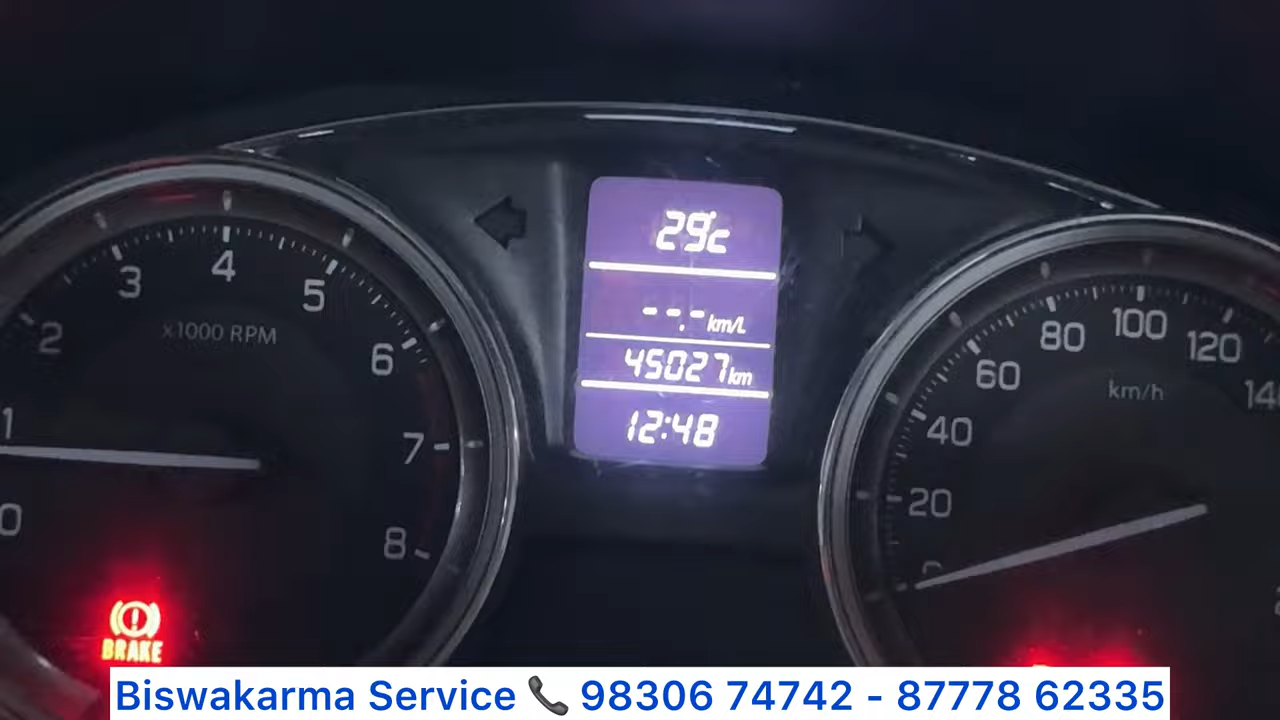 29°c
--.- km/L
45027 km
12:48
0
1
2
3
4
5
6
7
8
x1000 RPM
0
20
40
60
80
100
120
km/h
BRAKE
Biswakarma Service 📞 98306 74742 - 87778 62335